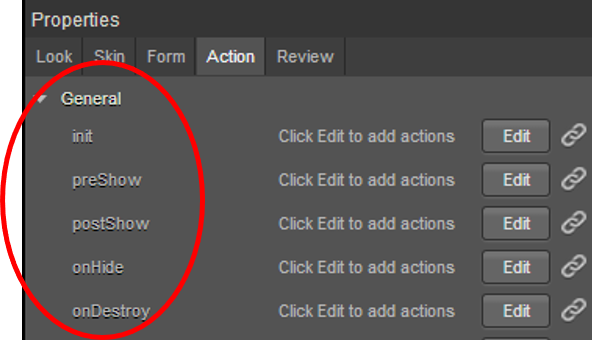 Properties
Look Skin Form Action Review
General
init Click Edit to add actions Edit
preShow Click Edit to add actions Edit
postShow Click Edit to add actions Edit
onHide Click Edit to add actions Edit
onDestroy Click Edit to add actions Edit